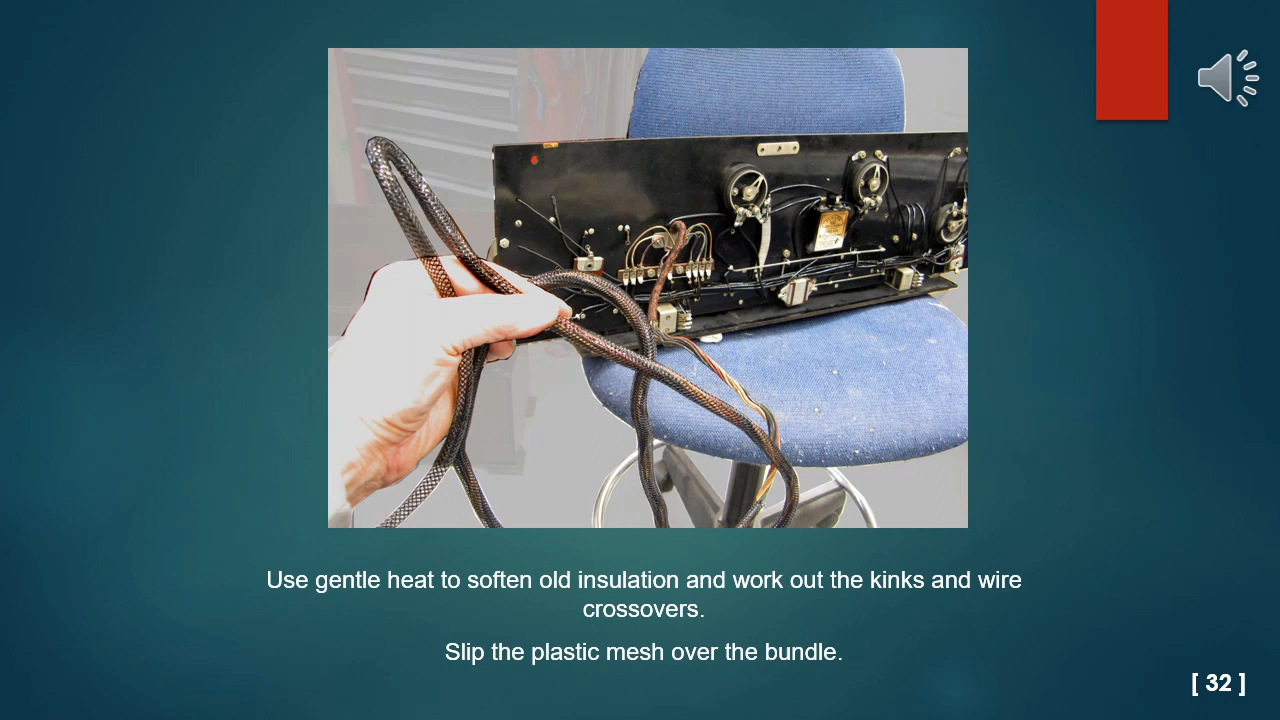 Use gentle heat to soften old insulation and work out the kinks and wire
crossovers.
Slip the plastic mesh over the bundle.
[ 32 ]